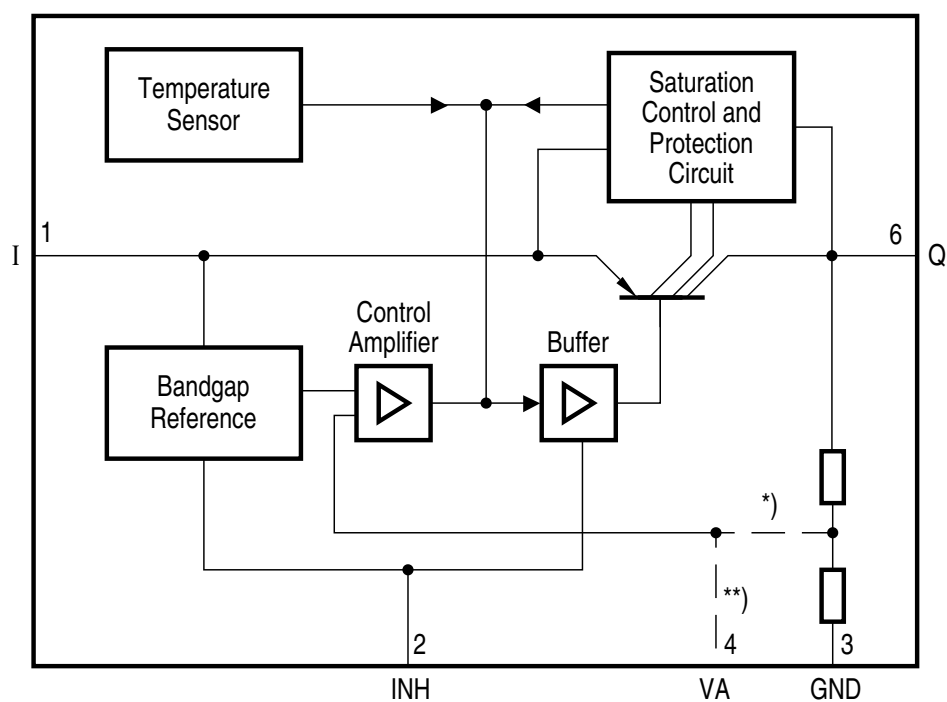 Temperature
Sensor
Saturation
Control and
Protection
Circuit
1
I
6
Q
Control
Amplifier
Buffer
Bandgap
Reference
*)
**)
2
4
3
INH
VA
GND